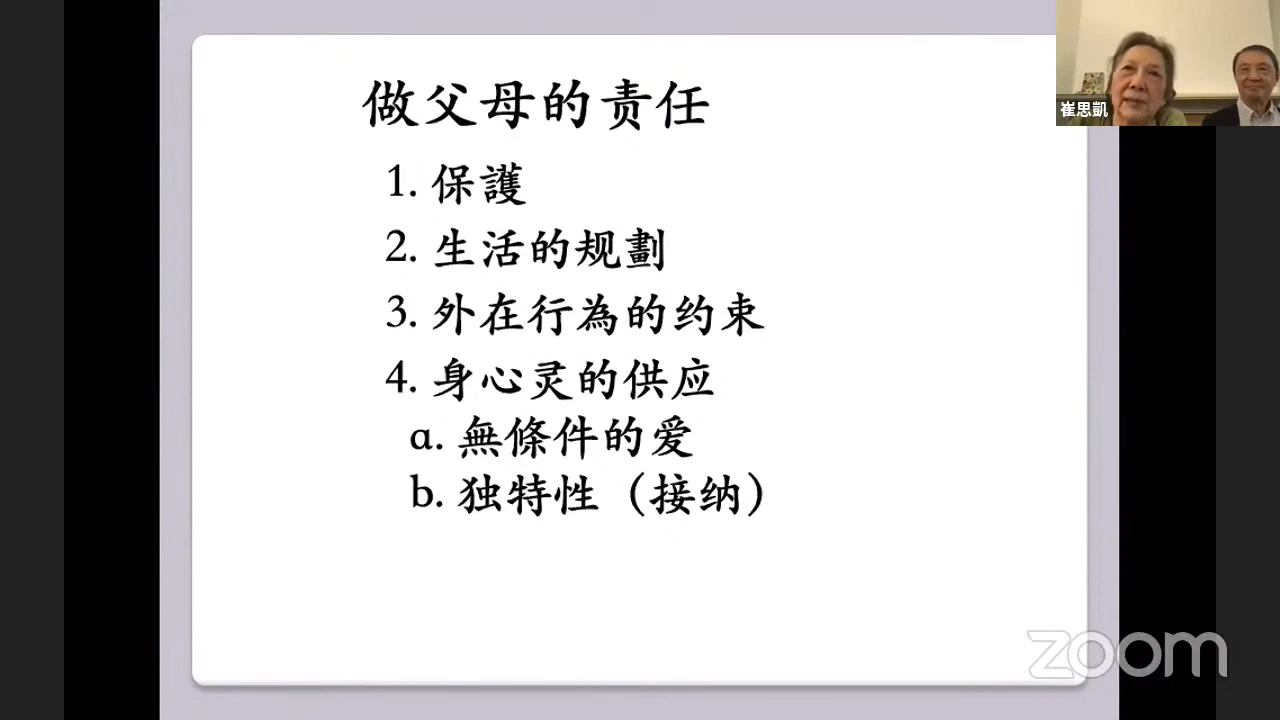 做父母的责任
1. 保護
2. 生活的规劃
3. 外在行為的约束
4. 身心灵的供应
a. 無條件的爱
b. 独特性（接纳）
崔思凱
zoom